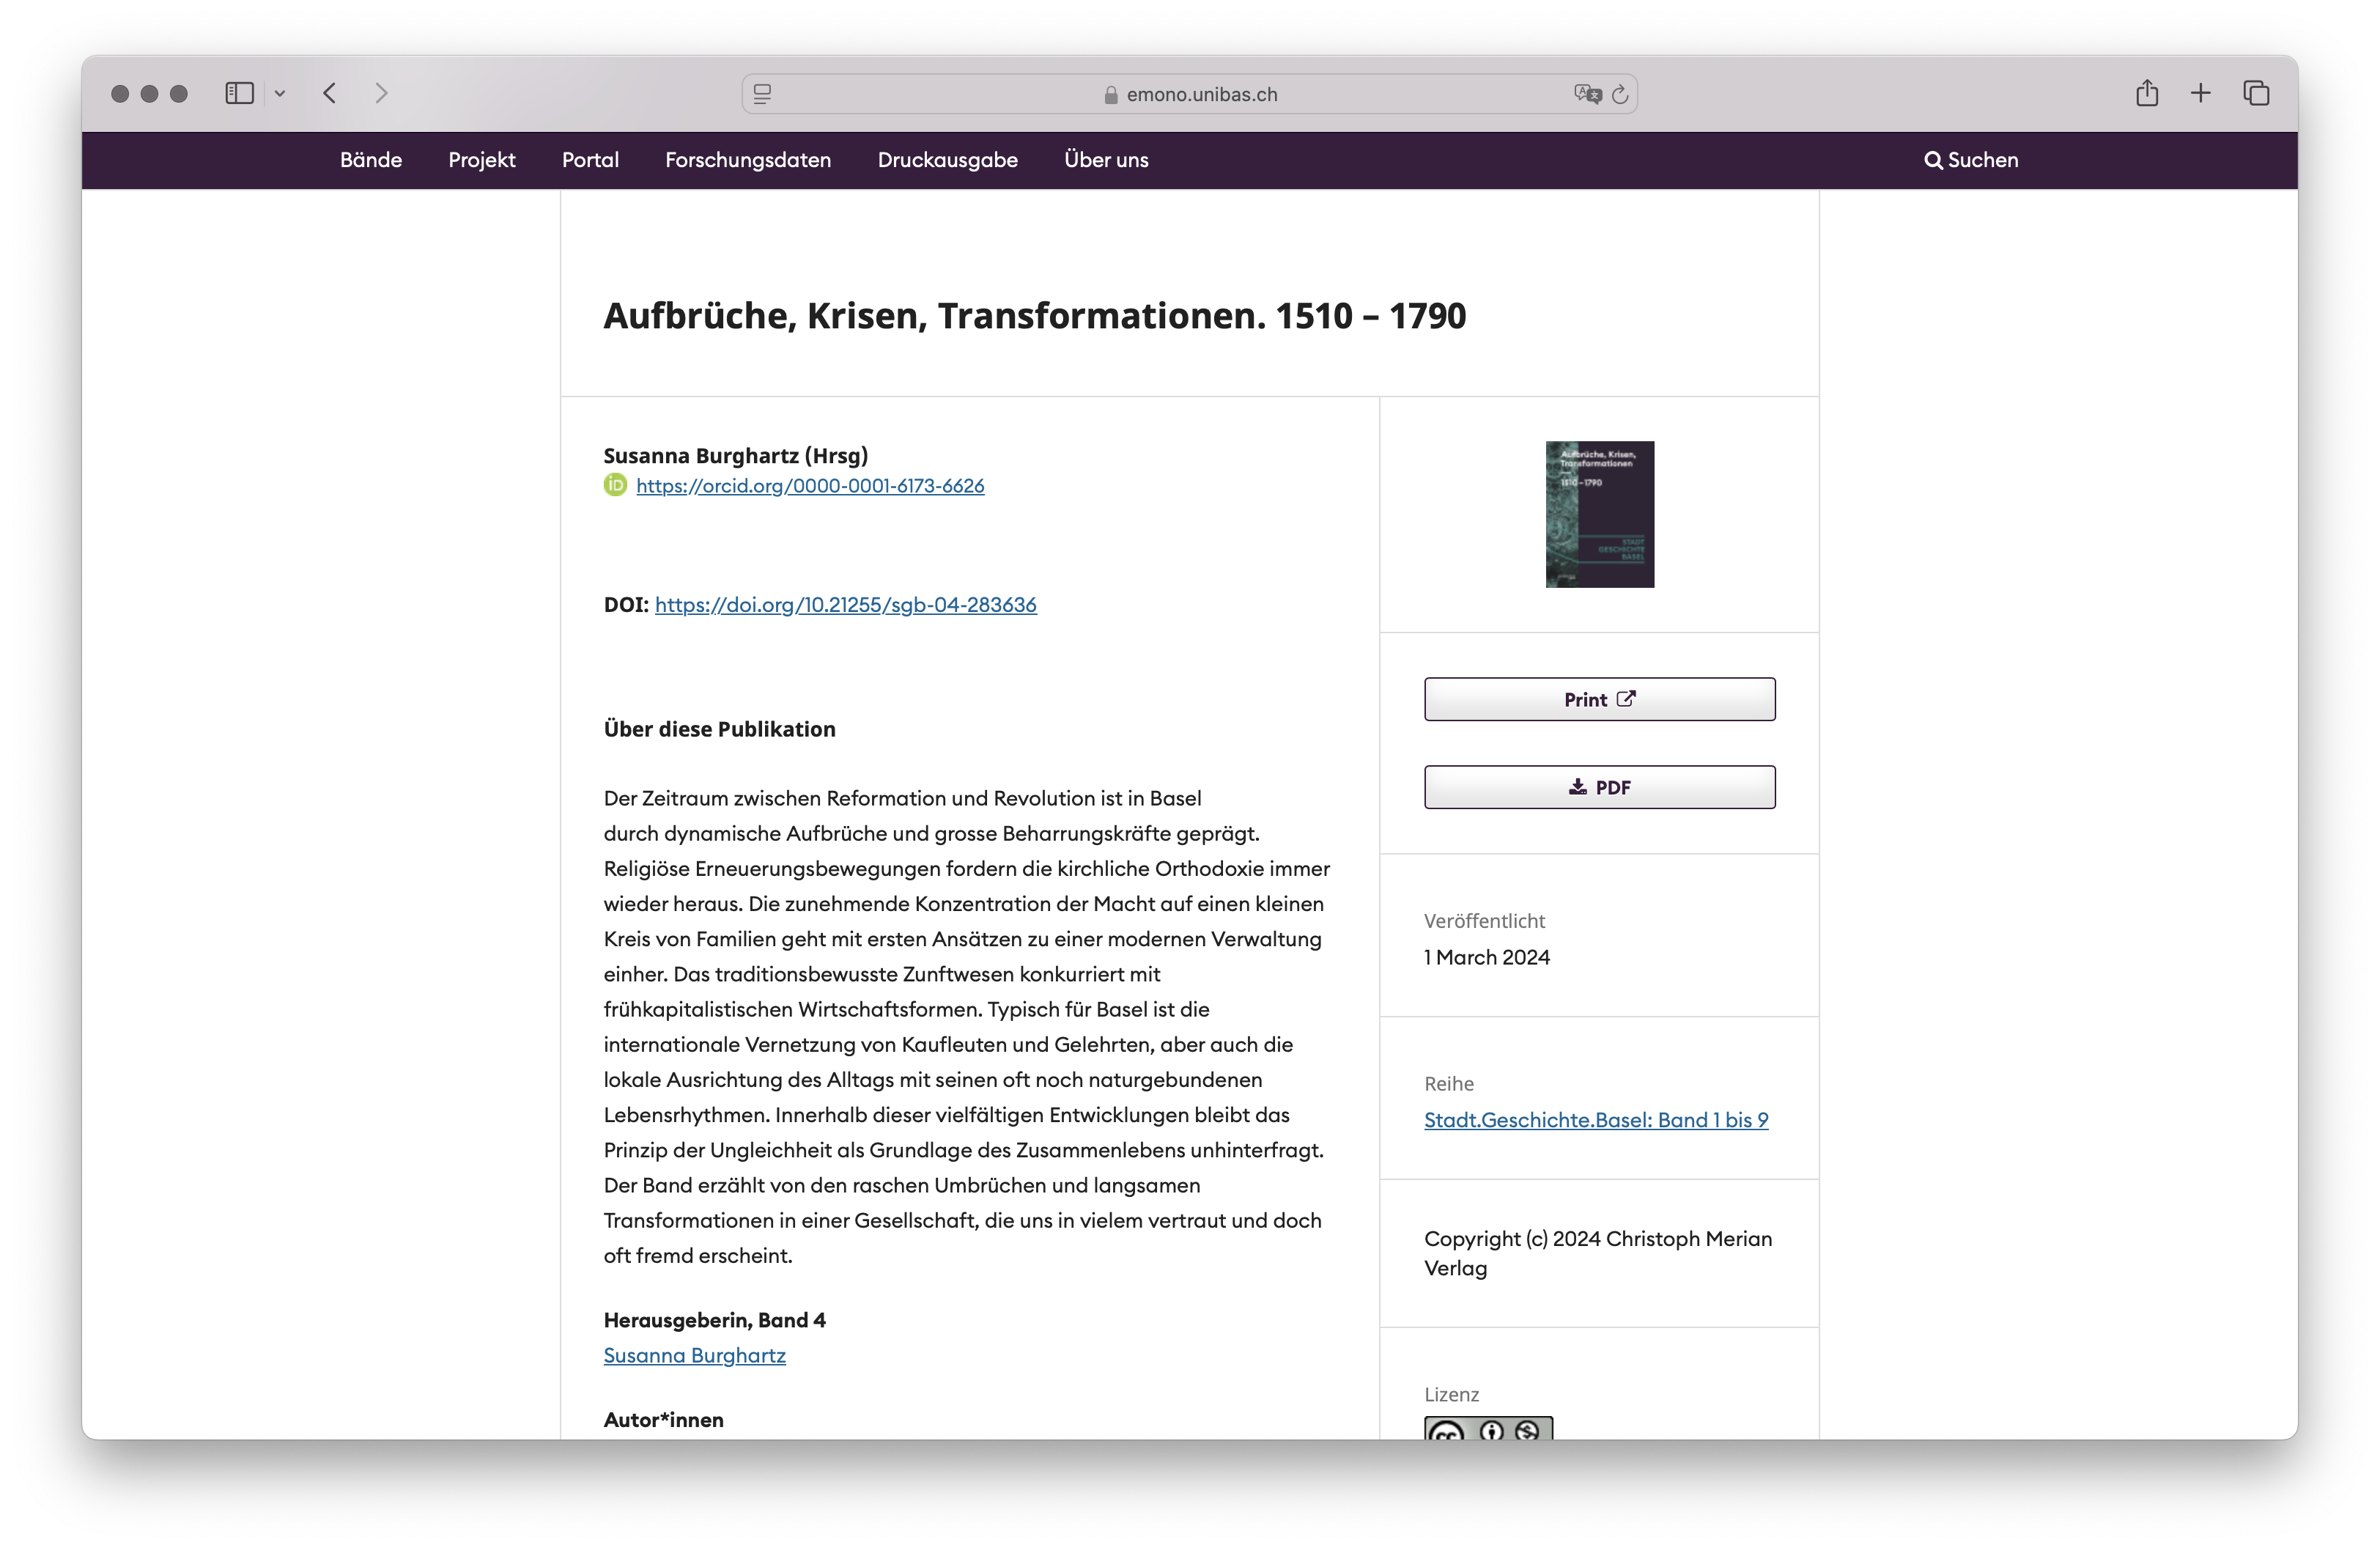 emono.unibas.ch
Bände Projekt Portal Forschungsdaten Druckausgabe Über uns Suchen
Aufbrüche, Krisen, Transformationen. 1510 – 1790
Susanna Burghartz (Hrsg)
iD https://orcid.org/0000-0001-6173-6626
DOI: https://doi.org/10.21255/sgb-04-283636
Über diese Publikation
Der Zeitraum zwischen Reformation und Revolution ist in Basel
durch dynamische Aufbrüche und grosse Beharrungskräfte geprägt.
Religiöse Erneuerungsbewegungen fordern die kirchliche Orthodoxie immer
wieder heraus. Die zunehmende Konzentration der Macht auf einen kleinen
Kreis von Familien geht mit ersten Ansätzen zu einer modernen Verwaltung
einher. Das traditionsbewusste Zunftwesen konkurriert mit
frühkapitalistischen Wirtschaftsformen. Typisch für Basel ist die
internationale Vernetzung von Kaufleuten und Gelehrten, aber auch die
lokale Ausrichtung des Alltags mit seinen oft noch naturgebundenen
Lebensrhythmen. Innerhalb dieser vielfältigen Entwicklungen bleibt das
Prinzip der Ungleichheit als Grundlage des Zusammenlebens unhinterfragt.
Der Band erzählt von den raschen Umbrüchen und langsamen
Transformationen in einer Gesellschaft, die uns in vielem vertraut und doch
oft fremd erscheint.
Herausgeberin, Band 4
Susanna Burghartz
Autor*innen
Aufbrüche, Krisen,
Transformationen
1510–1790
STADT
GESCHICHTE
BASEL
Print
PDF
Veröffentlicht
1 March 2024
Reihe
Stadt.Geschichte.Basel: Band 1 bis 9
Copyright (c) 2024 Christoph Merian
Verlag
Lizenz
cc